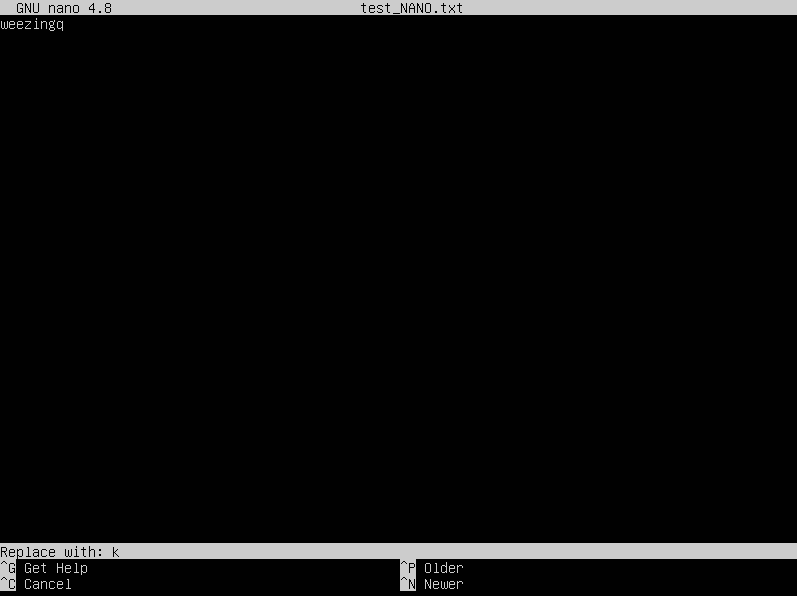 GNU nano 4.8 test_NANO.txt
weezingq
Replace with: k
^G Get Help ^P Older
^C Cancel ^N Newer